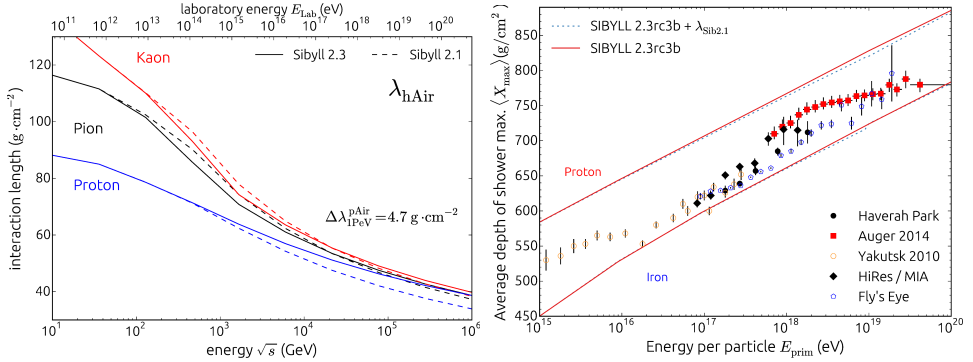 laboratory energy E_Lab (eV)
10^11 10^12 10^13 10^14 10^15 10^16 10^17 10^18 10^19 10^20
Kaon
Sibyll 2.3 Sibyll 2.1
λ_hAir
Pion
Proton
Δλ^pAir_1PeV = 4.7 g · cm^−2
interaction length (g·cm^−2)
120
100
80
60
40
10^1 10^2 10^3 10^4 10^5 10^6
energy √s (GeV)
SIBYLL 2.3rc3b + λ_Sib2.1
SIBYLL 2.3rc3b
Average depth of shower max. ⟨X_max⟩ (g/cm^2)
850
800
750
700
650
600
550
500
450
Proton
Iron
Haverah Park
Auger 2014
Yakutsk 2010
HiRes / MIA
Fly's Eye
10^15 10^16 10^17 10^18 10^19 10^20
Energy per particle E_prim (eV)